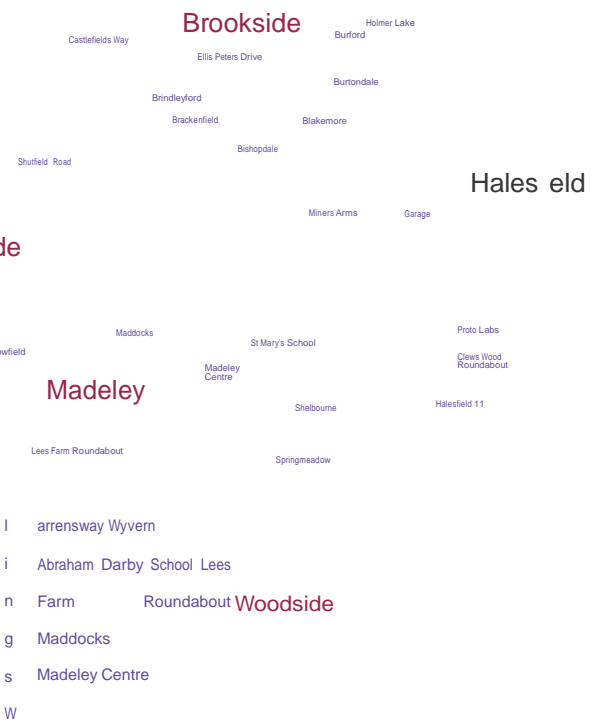 Brookside
Holmer Lake
Burford
Castlefields Way
Ellis Peters Drive
Burtondale
Brindleyford
Brackenfield
Blakemore
Bishopdale
Shutfield Road
Hales eld
Miners Arms
Garage
de
Maddocks
Proto Labs
St Mary's School
owfield
Clews Wood
Roundabout
Madeley
Centre
Madeley
Shelbourne
Halesfield 11
Lees Farm Roundabout
Springmeadow
l arrensway Wyvern
i Abraham Darby School Lees
n Farm Roundabout Woodside
g Maddocks
s Madeley Centre
W